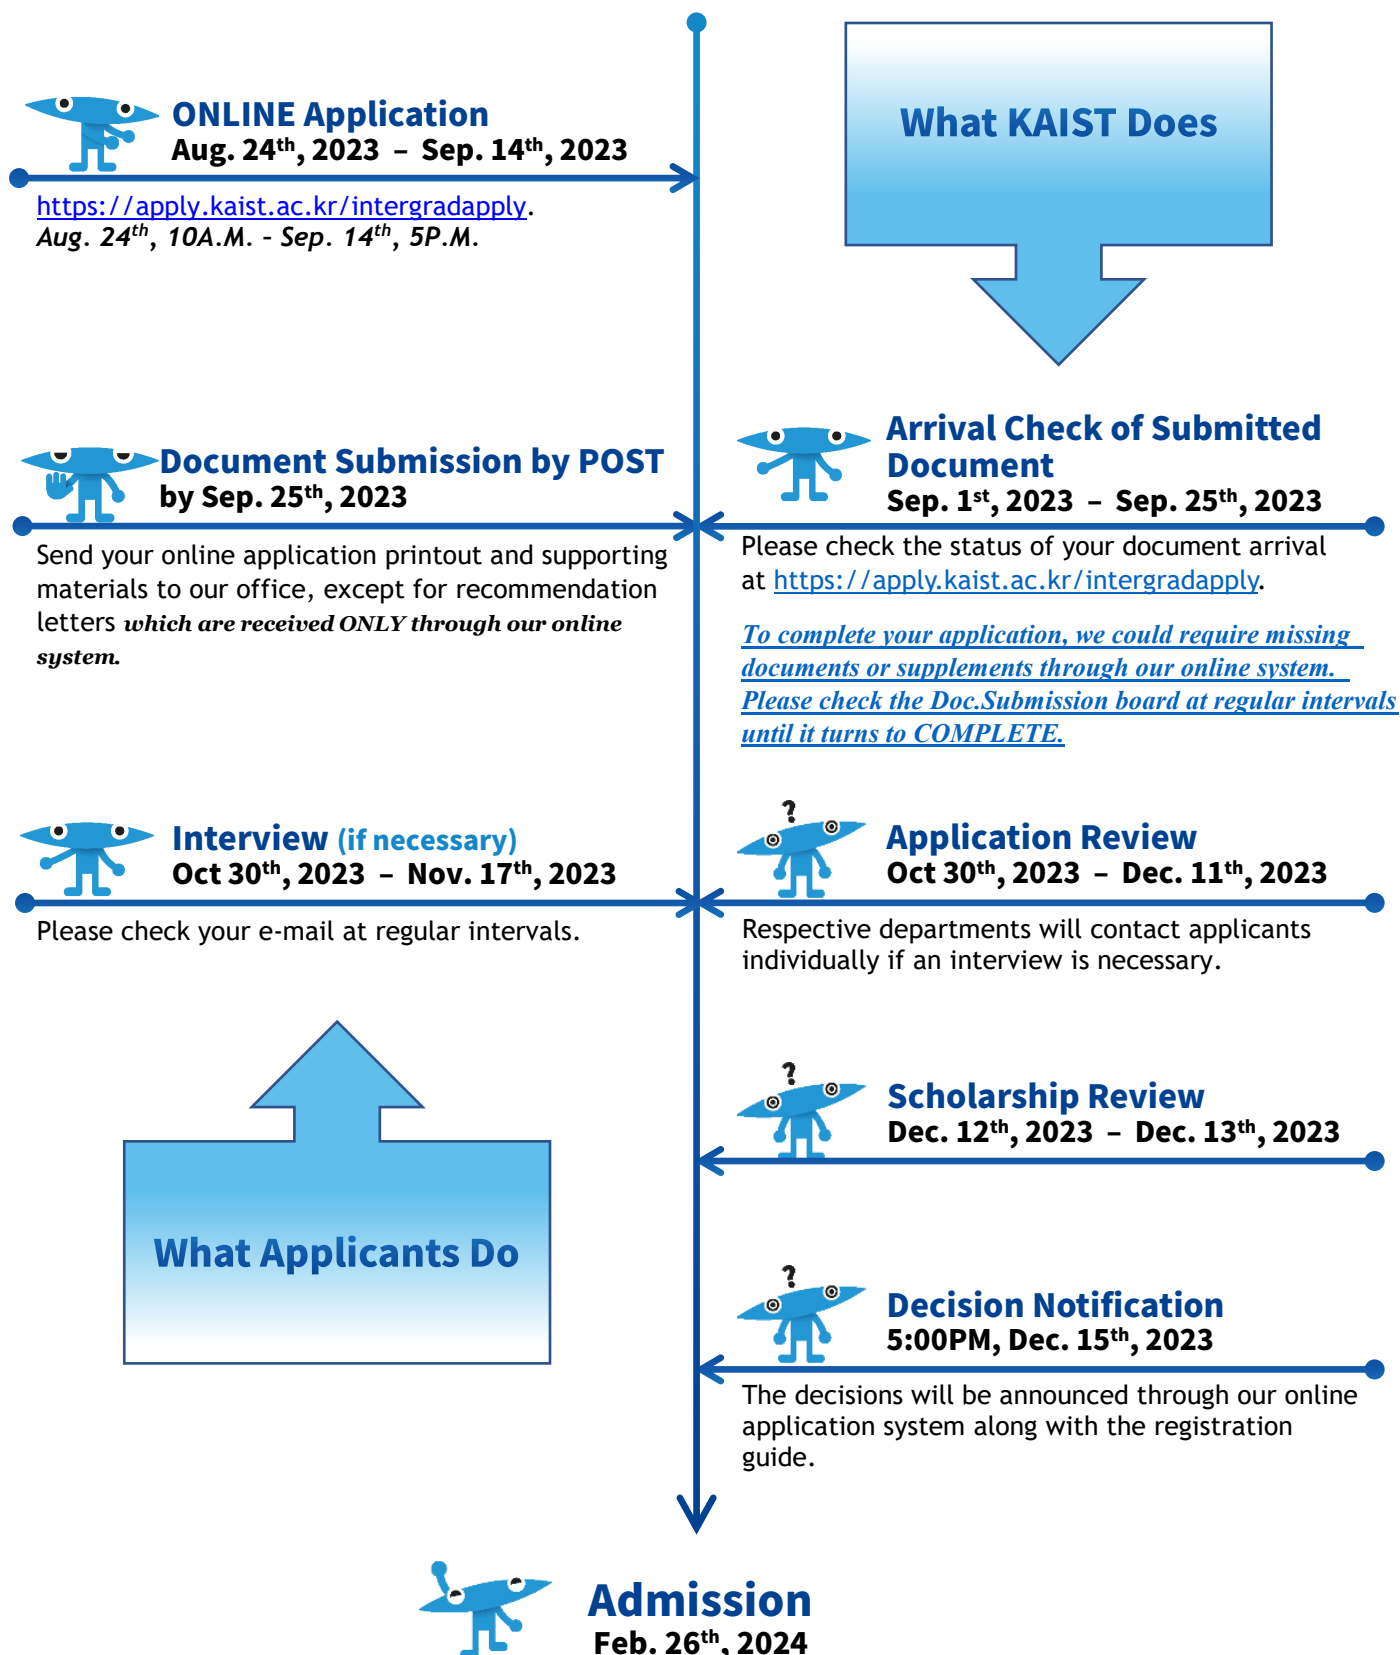 What KAIST Does
ONLINE Application
Aug. 24th, 2023 – Sep. 14th, 2023
https://apply.kaist.ac.kr/intergradapply.
Aug. 24th, 10A.M. – Sep. 14th, 5P.M.
Document Submission by POST
by Sep. 25th, 2023
Send your online application printout and supporting
materials to our office, except for recommendation
letters which are received ONLY through our online
system.
Arrival Check of Submitted
Document
Sep. 1st, 2023 – Sep. 25th, 2023
Please check the status of your document arrival
at https://apply.kaist.ac.kr/intergradapply.
To complete your application, we could require missing
documents or supplements through our online system.
Please check the Doc.Submission board at regular intervals
until it turns to COMPLETE.
Interview (if necessary)
Oct 30th, 2023 – Nov. 17th, 2023
Please check your e-mail at regular intervals.
?
Application Review
Oct 30th, 2023 – Dec. 11th, 2023
Respective departments will contact applicants
individually if an interview is necessary.
?
Scholarship Review
Dec. 12th, 2023 – Dec. 13th, 2023
What Applicants Do
?
Decision Notification
5:00PM, Dec. 15th, 2023
The decisions will be announced through our online
application system along with the registration
guide.
Admission
Feb. 26th, 2024